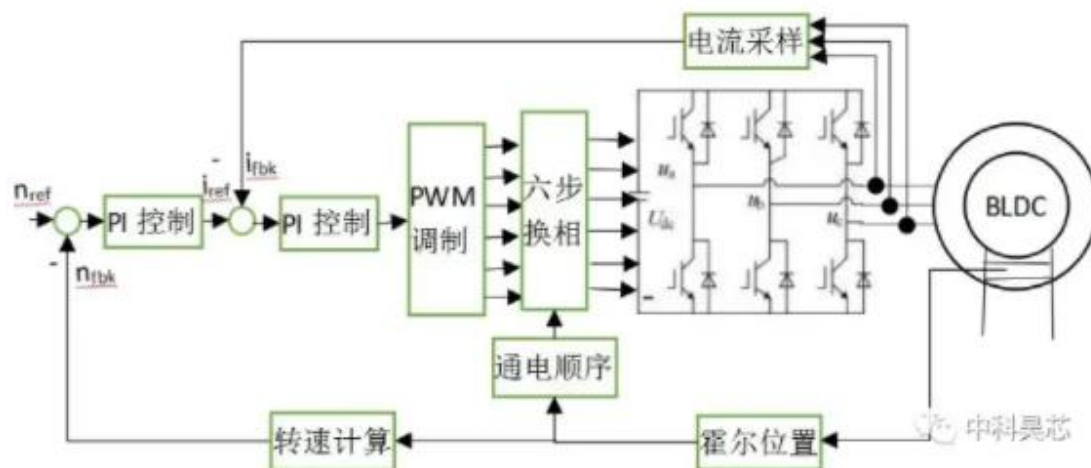 电流采样
n_ref
-
i_ref
i_fbk
PI 控制
PI 控制
PWM
调制
六步
换相
u_a
u_b
u_c
U_dc
-
BLDC
-
n_fbk
通电顺序
转速计算
霍尔位置
中科昊芯